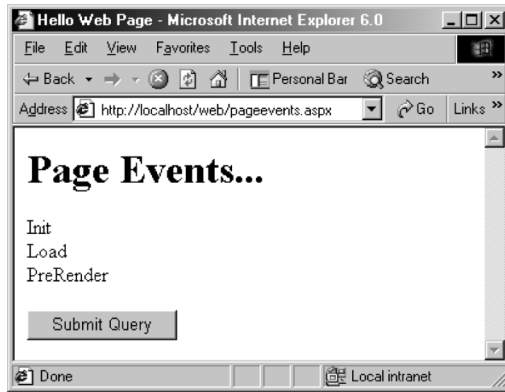 Hello Web Page - Microsoft Internet Explorer 6.0
File Edit View Favorites Tools Help
Back Personal Bar Search »
Address http://localhost/web/pageevents.aspx Go Links »
Page Events...
Init
Load
PreRender
Submit Query
Done Local intranet